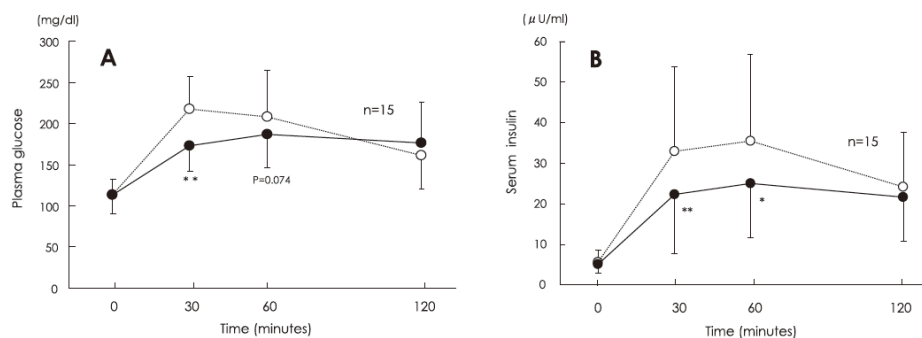 (mg/dl)
A
300
250
200
150
100
50
0
Plasma glucose
n=15
**
P=0.074
0 30 60 120
Time (minutes)
(μU/ml)
B
60
50
40
30
20
10
0
Serum insulin
n=15
**
*
0 30 60 120
Time (minutes)